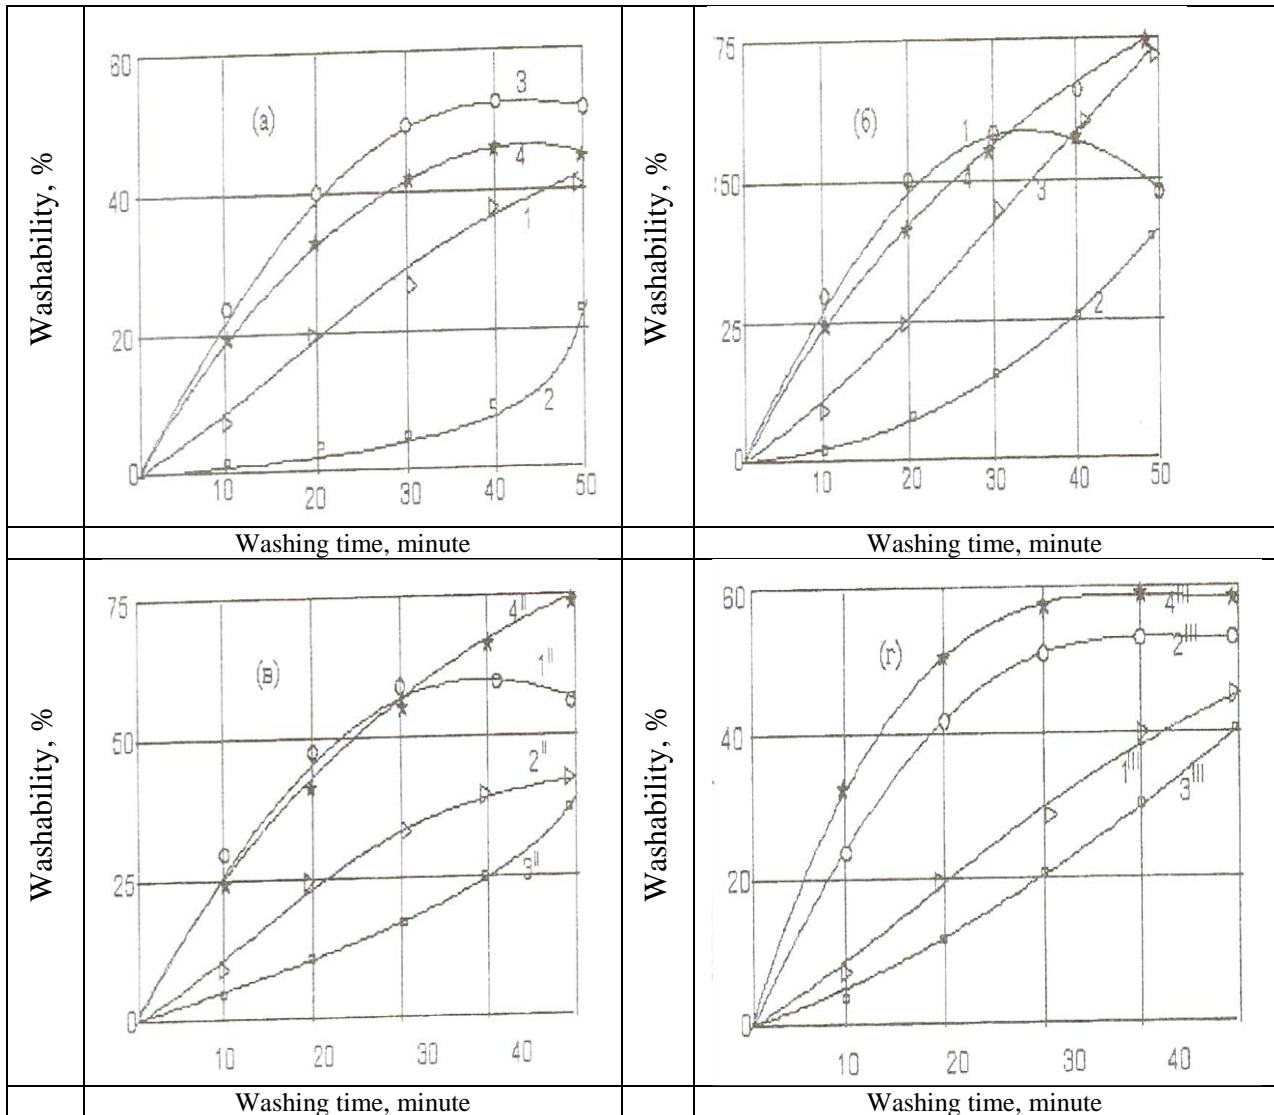 Washability, %
60
40
20
0
(а)
3
4
1
2
10 20 30 40 50
Washing time, minute
Washability, %
75
50
25
0
(б)
1
4
3
2
10 20 30 40 50
Washing time, minute
Washability, %
75
50
25
0
(в)
4ᴵᴵ
1ᴵᴵ
2ᴵᴵ
3ᴵᴵ
10 20 30 40
Washing time, minute
Washability, %
60
40
20
0
(г)
4ᴵᴵᴵ
2ᴵᴵᴵ
1ᴵᴵᴵ
3ᴵᴵᴵ
10 20 30 40
Washing time, minute